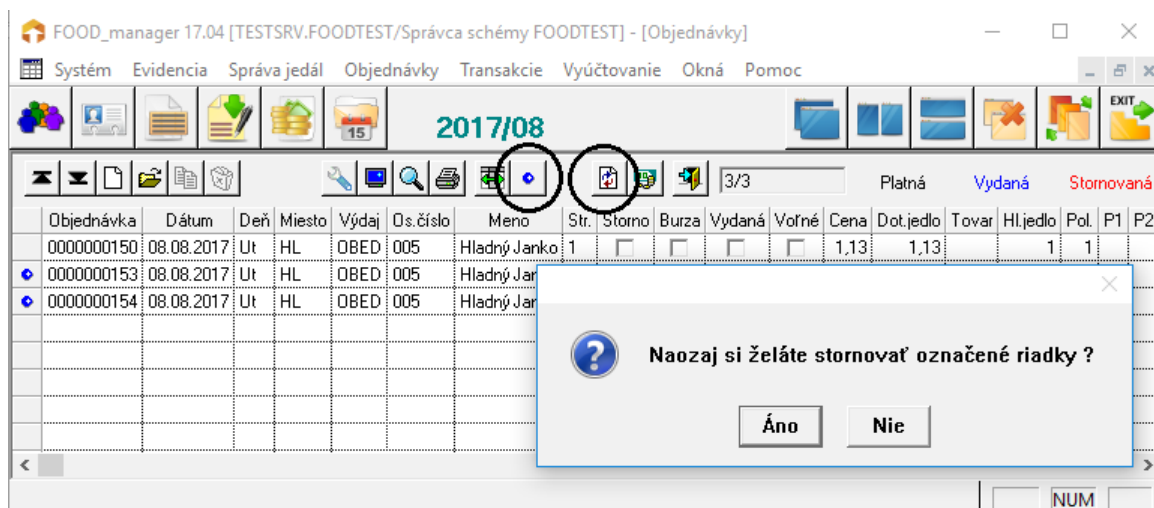 FOOD_manager 17.04 [TESTSRV.FOODTEST/Správca schémy FOODTEST] - [Objednávky]
Systém Evidencia Správa jedál Objednávky Transakcie Vyúčtovanie Okná Pomoc
15 2017/08 EXIT
3/3 Platná Vydaná Stornovaná
Objednávka Dátum Deň Miesto Výdaj Os.číslo Meno Str. Storno Burza Vydaná Voľné Cena Dot.jedlo Tovar Hl.jedlo Pol. P1 P2
0000000150 08.08.2017 Ut HL OBED 005 Hladný Janko 1 1,13 1,13 1 1
0000000153 08.08.2017 Ut HL OBED 005 Hladný Jan
0000000154 08.08.2017 Ut HL OBED 005 Hladný Jan
Naozaj si želáte stornovať označené riadky ?
Áno Nie
NUM